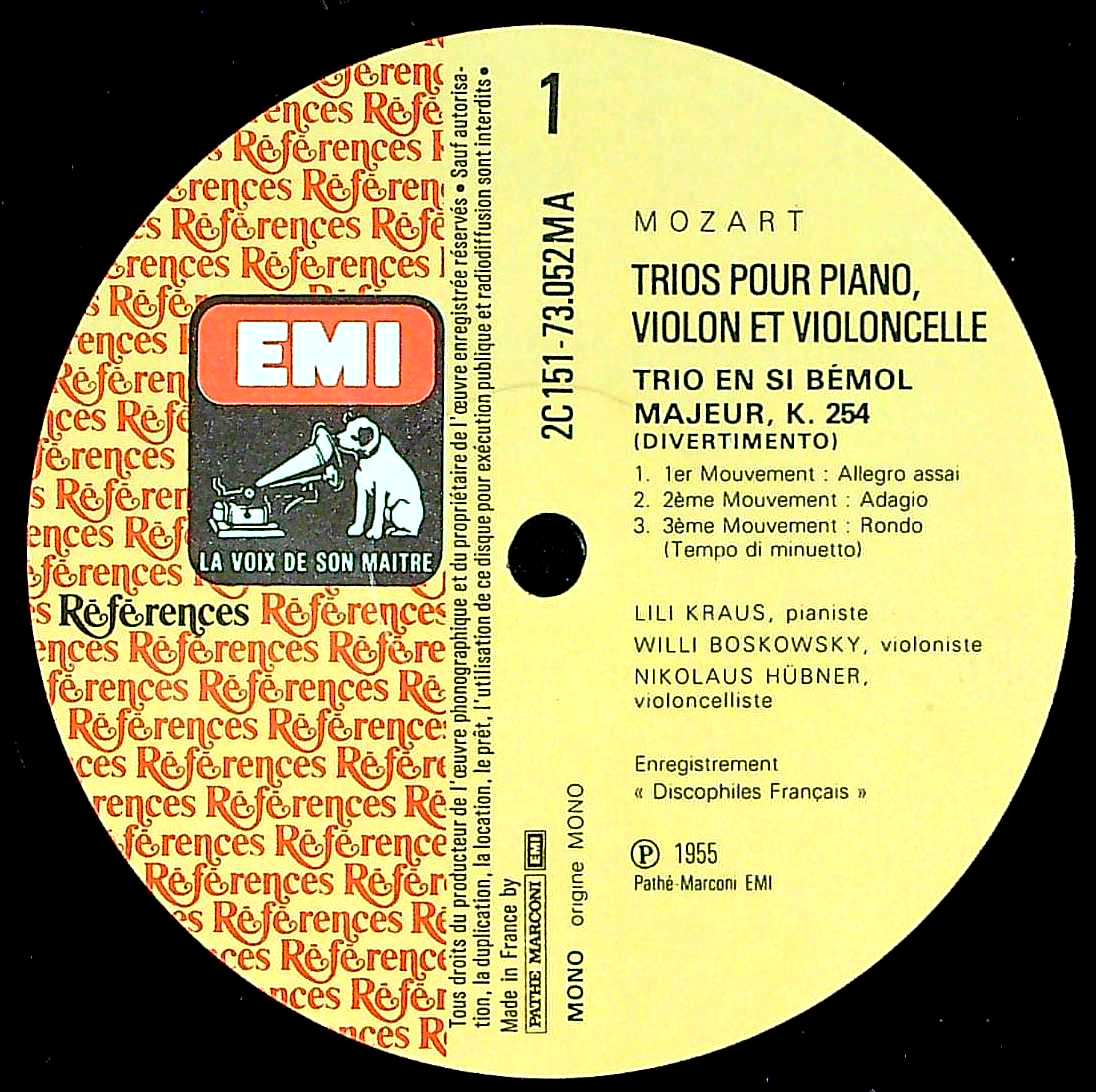 Références
EMI
LA VOIX DE SON MAITRE
Tous droits du producteur de l'œuvre phonographique et du propriétaire de l'œuvre enregistrée réservés • Sauf autorisa-
tion, la duplication, la location, le prêt, l'utilisation de ce disque pour exécution publique et radiodiffusion sont interdits •
Made in France by
PATHE MARCONI EMI
1
2C 151-73.052 M A
MONO origine MONO
MOZART
TRIOS POUR PIANO,
VIOLON ET VIOLONCELLE
TRIO EN SI BÉMOL
MAJEUR, K. 254
(DIVERTIMENTO)
1. 1er Mouvement : Allegro assai
2. 2ème Mouvement : Adagio
3. 3ème Mouvement : Rondo
(Tempo di minuetto)
LILI KRAUS, pianiste
WILLI BOSKOWSKY, violoniste
NIKOLAUS HÜBNER,
violoncelliste
Enregistrement
« Discophiles Français »
Ⓟ 1955
Pathé-Marconi EMI